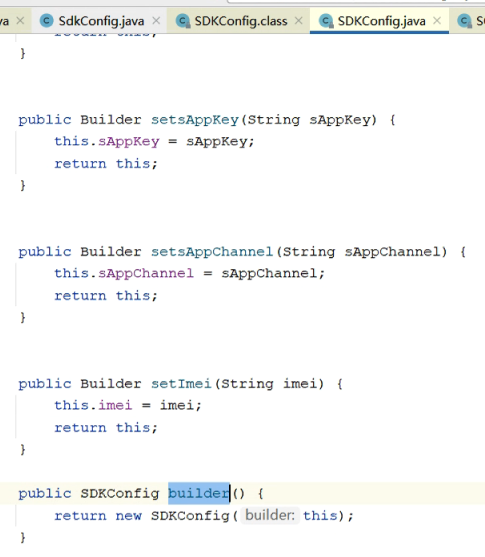 va
SdkConfig.java
SDKConfig.class
SDKConfig.java
}
public Builder setsAppKey(String sAppKey) {
this.sAppKey = sAppKey;
return this;
}
public Builder setsAppChannel(String sAppChannel) {
this.sAppChannel = sAppChannel;
return this;
}
public Builder setImei(String imei) {
this.imei = imei;
return this;
}
public SDKConfig builder() {
return new SDKConfig( builder: this);
}